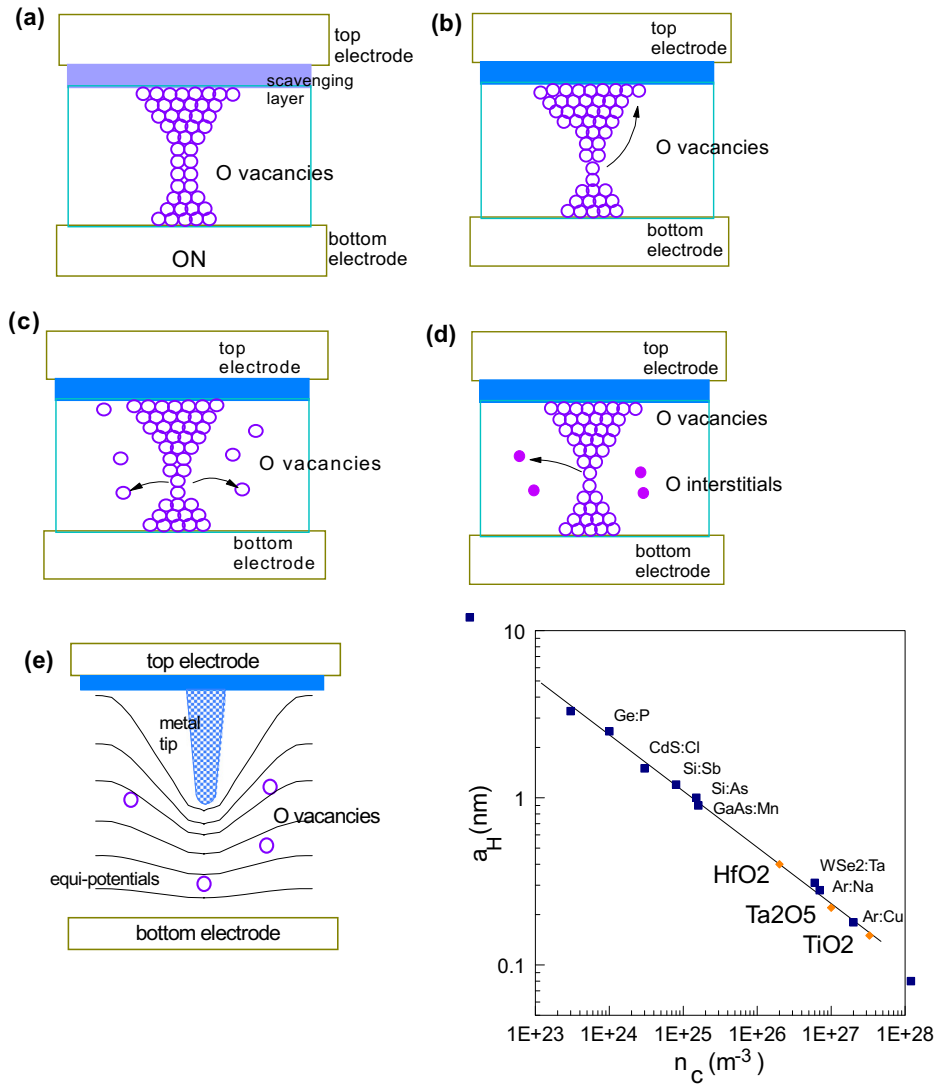 (a)
top
electrode
scavenging
layer
O vacancies
bottom
electrode
ON
(b)
top
electrode
O vacancies
bottom
electrode
(c)
top
electrode
O vacancies
bottom
electrode
(d)
top
electrode
O vacancies
O interstitials
bottom
electrode
(e)
top electrode
metal
tip
O vacancies
equi-potentials
bottom electrode
10
1
0.1
a_H (nm)
Ge:P
CdS:Cl
Si:Sb
Si:As
GaAs:Mn
HfO2
WSe2:Ta
Ar:Na
Ta2O5
Ar:Cu
TiO2
1E+23 1E+24 1E+25 1E+26 1E+27 1E+28
n_c (m⁻³)